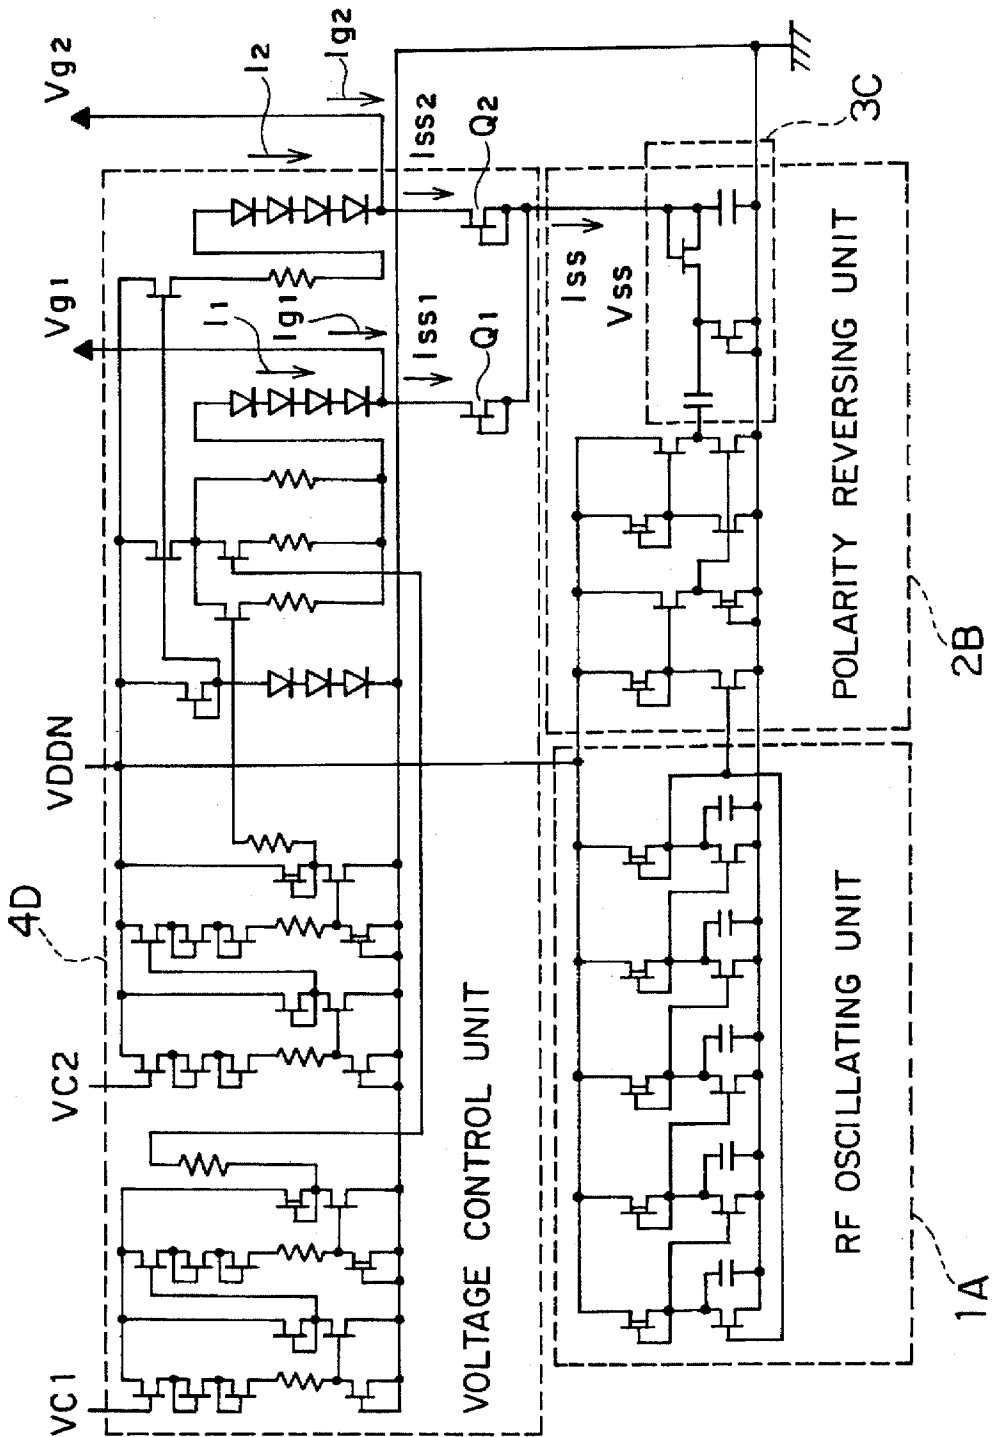 4D
VC1
VC2
VDDN
Vg1
Vg2
I1
Ig1
Iss1
Q1
I2
Ig2
Iss2
Q2
Iss
Vss
3C
VOLTAGE CONTROL UNIT
RF OSCILLATING UNIT
1A
POLARITY REVERSING UNIT
2B